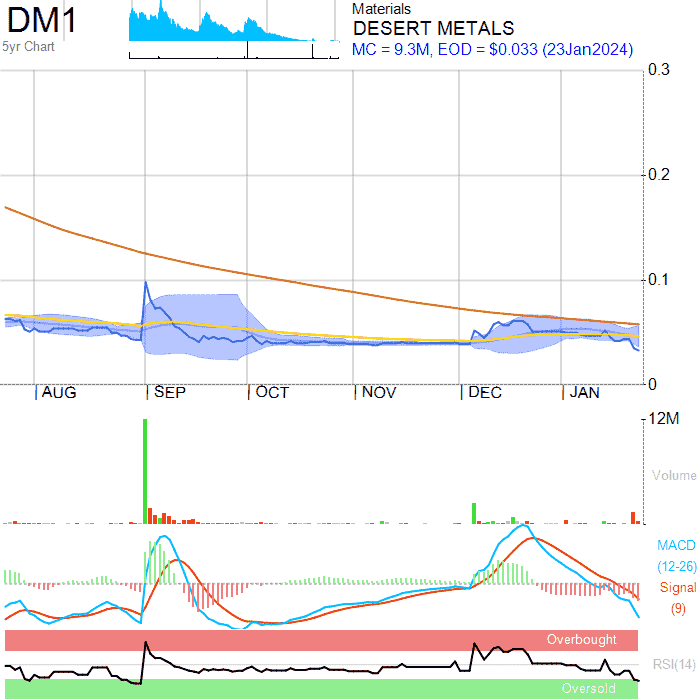 DM1
5yr Chart
Materials
DESERT METALS
MC = 9.3M, EOD = $0.033 (23Jan2024)
0.3
0.2
0.1
0
AUG SEP OCT NOV DEC JAN
12M
Volume
MACD
(12-26)
Signal
(9)
Overbought
RSI(14)
Oversold